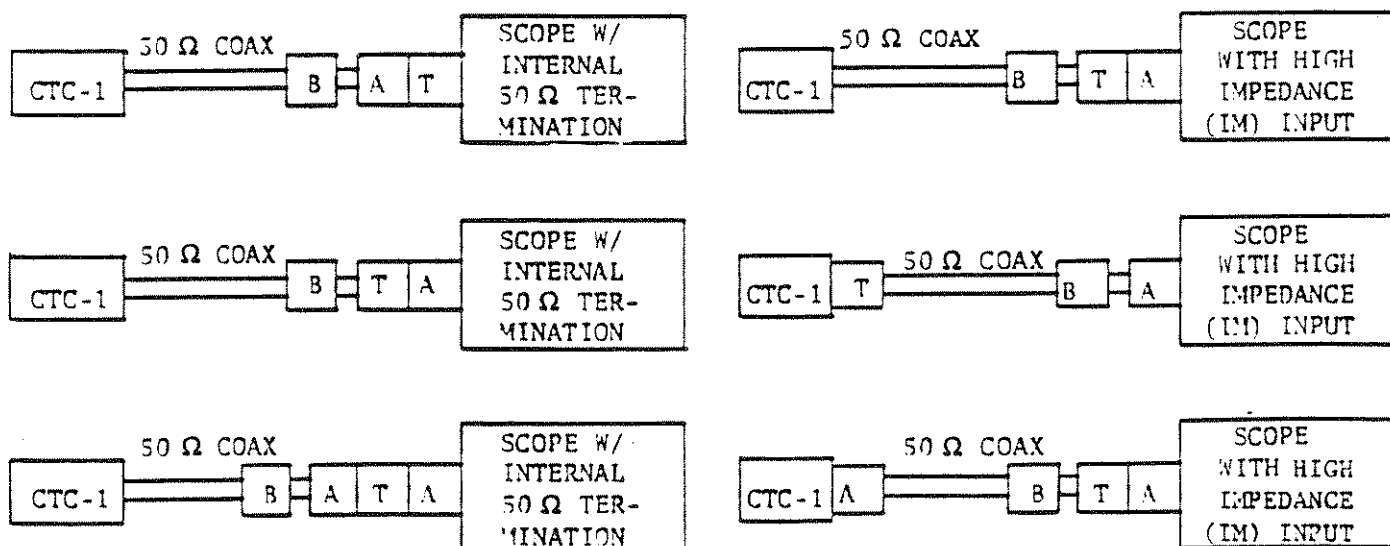 50 Ω COAX
CTC-1
B
A
T
SCOPE W/
INTERNAL
50 Ω TER-
MINATION
50 Ω COAX
CTC-1
B
T
A
SCOPE
WITH HIGH
IMPEDANCE
(IM) INPUT
50 Ω COAX
CTC-1
B
T
A
SCOPE W/
INTERNAL
50 Ω TER-
MINATION
CTC-1
T
50 Ω COAX
B
A
SCOPE
WITH HIGH
IMPEDANCE
(IM) INPUT
50 Ω COAX
CTC-1
B
A
T
A
SCOPE W/
INTERNAL
50 Ω TER-
MINATION
CTC-1
A
50 Ω COAX
B
T
A
SCOPE
WITH HIGH
IMPEDANCE
(IM) INPUT